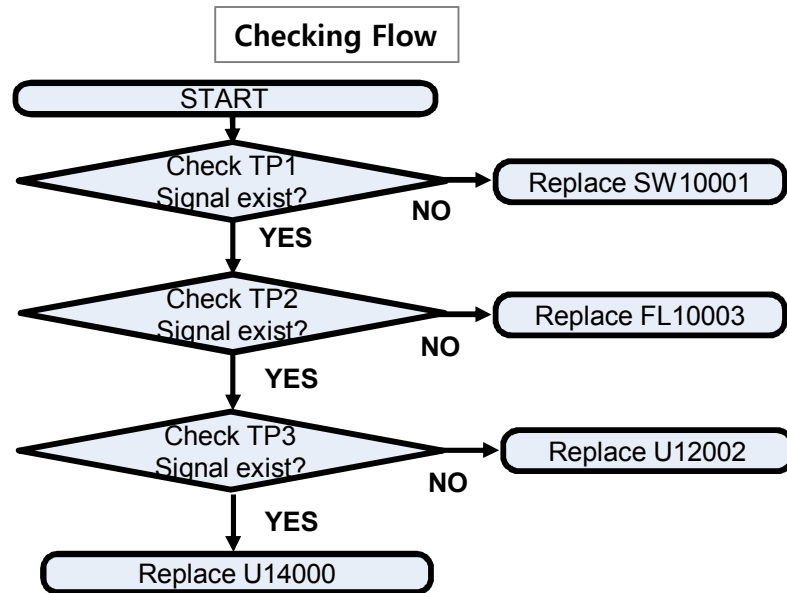 Checking Flow
START
Check TP1
Signal exist?
Replace SW10001
NO
YES
Check TP2
Signal exist?
Replace FL10003
NO
YES
Check TP3
Signal exist?
Replace U12002
NO
YES
Replace U14000